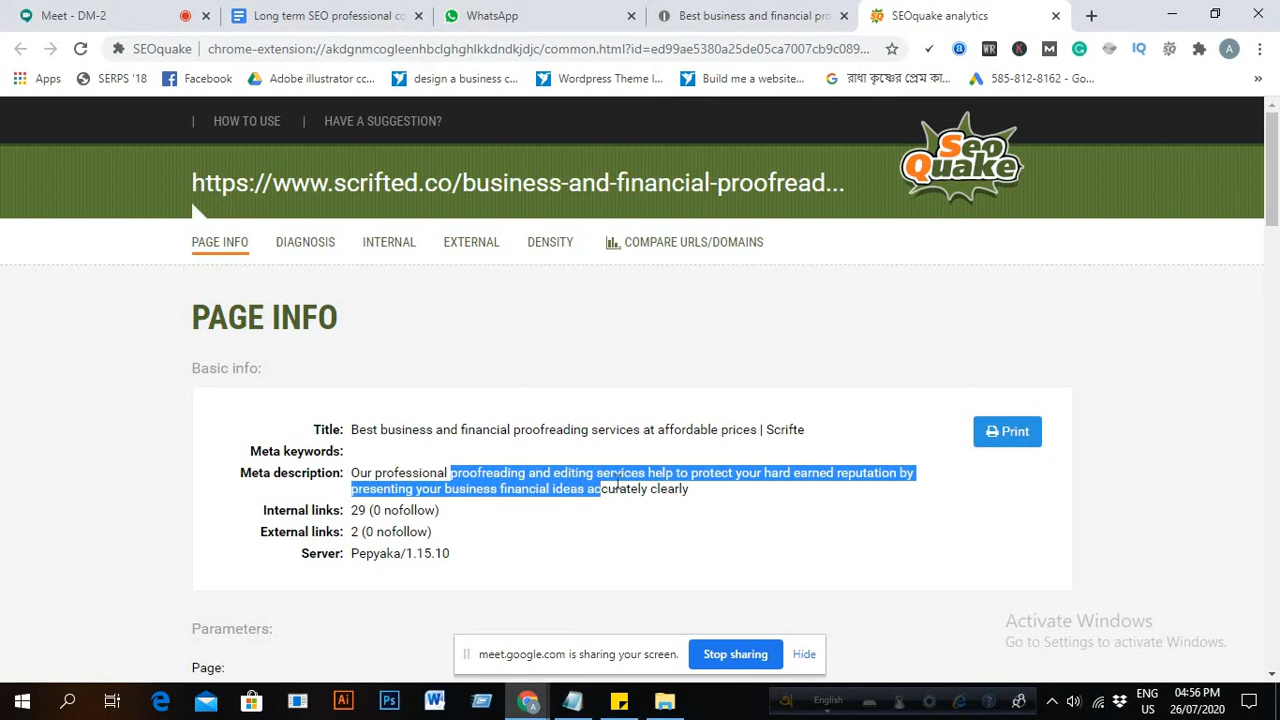 Meet - DM-2
Long term SEO professional co
WhatsApp
Best business and financial pro
SEOquake analytics
SEOquake
chrome-extension://akdgnmcogleenhbclghghlkkdndkjdjc/common.html?id=ed99ae5380a25de05ca7007cb9c089...
Apps
SERPS '18
Facebook
Adobe illustrator cc...
design a business c...
Wordpress Theme I...
Build me a website...
রাধা কৃষ্ণের প্রেম কা...
585-812-8162 - Go...
| HOW TO USE | HAVE A SUGGESTION?
Seo
Quake
https://www.scrifted.co/business-and-financial-proofread...
PAGE INFO
DIAGNOSIS
INTERNAL
EXTERNAL
DENSITY
COMPARE URLS/DOMAINS
PAGE INFO
Basic info:
Title: Best business and financial proofreading services at affordable prices | Scrifte
Print
Meta keywords:
Meta description: Our professional proofreading and editing services help to protect your hard earned reputation by
presenting your business financial ideas accurately clearly
Internal links: 29 (0 nofollow)
External links: 2 (0 nofollow)
Server: Pepyaka/1.15.10
Activate Windows
Go to Settings to activate Windows.
Parameters:
meet.google.com is sharing your screen. Stop sharing Hide
Page:
English
ENG
US
04:56 PM
26/07/2020